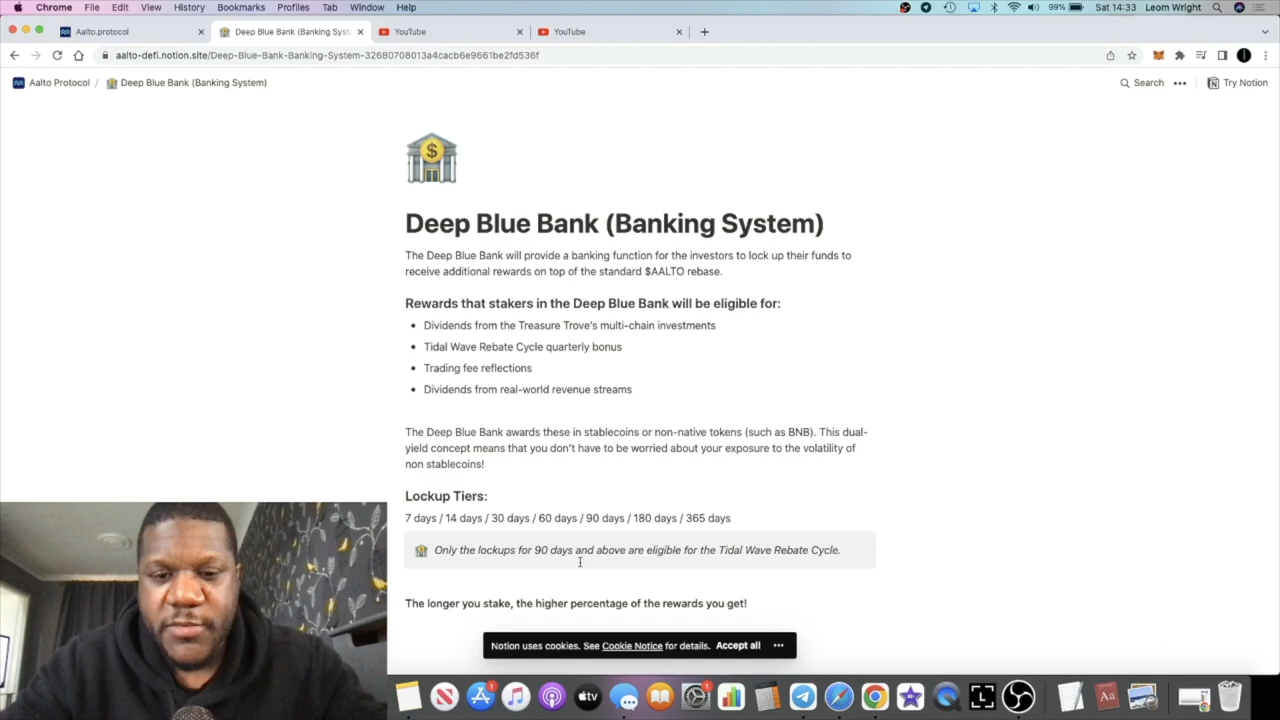 Chrome File Edit View History Bookmarks Profiles Tab Window Help 99% Sat 14:33 Leom Wright
Aalto.protocol
Deep Blue Bank (Banking Syst
YouTube
YouTube
aalto-defi.notion.site/Deep-Blue-Bank-Banking-System-32680708013a4cacb6e9661be2fd536f
Aalto Protocol / Deep Blue Bank (Banking System)
Search ••• Try Notion
Deep Blue Bank (Banking System)
The Deep Blue Bank will provide a banking function for the investors to lock up their funds to
receive additional rewards on top of the standard $AALTO rebase.
Rewards that stakers in the Deep Blue Bank will be eligible for:
• Dividends from the Treasure Trove's multi-chain investments
• Tidal Wave Rebate Cycle quarterly bonus
• Trading fee reflections
• Dividends from real-world revenue streams
The Deep Blue Bank awards these in stablecoins or non-native tokens (such as BNB). This dual-
yield concept means that you don't have to be worried about your exposure to the volatility of
non stablecoins!
Lockup Tiers:
7 days / 14 days / 30 days / 60 days / 90 days / 180 days / 365 days
Only the lockups for 90 days and above are eligible for the Tidal Wave Rebate Cycle.
The longer you stake, the higher percentage of the rewards you get!
Notion uses cookies. See Cookie Notice for details. Accept all •••
tv
Aa
L